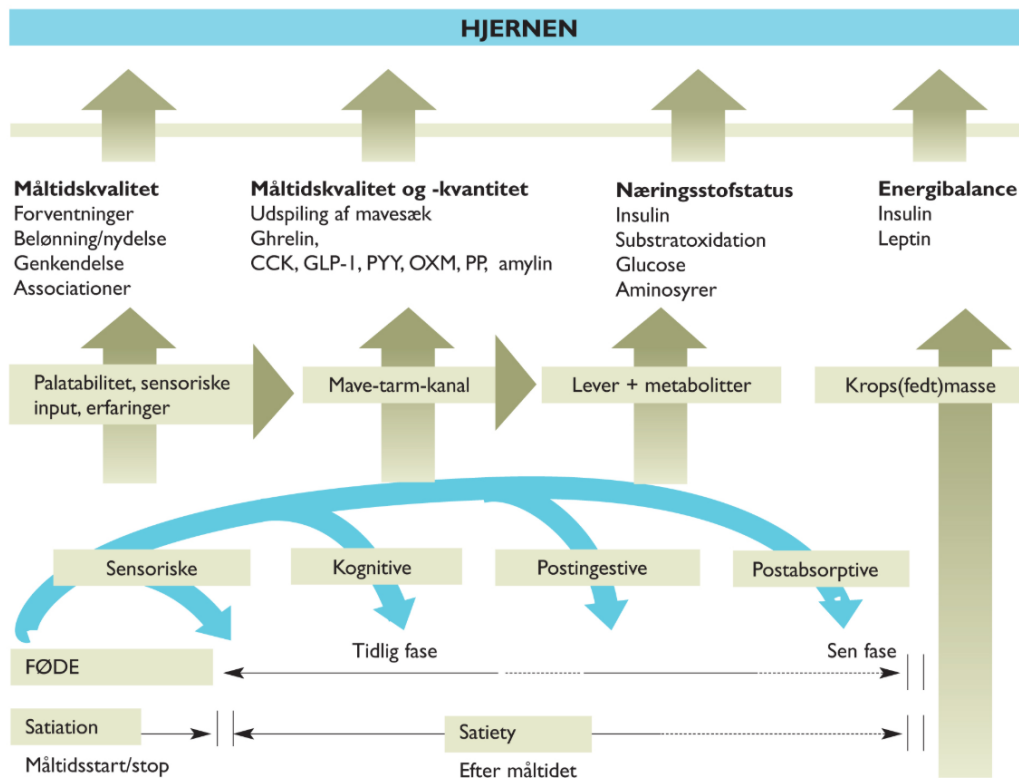 HJERNEN
Måltidskvalitet
Forventninger
Belønning/nydelse
Genkendelse
Associationer
Måltidskvalitet og -kvantitet
Udspiling af mavesæk
Ghrelin,
CCK, GLP-1, PYY, OXM, PP, amylin
Næringsstofstatus
Insulin
Substratoxidation
Glucose
Aminosyrer
Energibalance
Insulin
Leptin
Palatabilitet, sensoriske
input, erfaringer
Mave-tarm-kanal
Lever + metabolitter
Krops(fedt)masse
Sensoriske
Kognitive
Postingestive
Postabsorptive
Tidlig fase
Sen fase
FØDE
Satiation
Satiety
Måltidsstart/stop
Efter måltidet